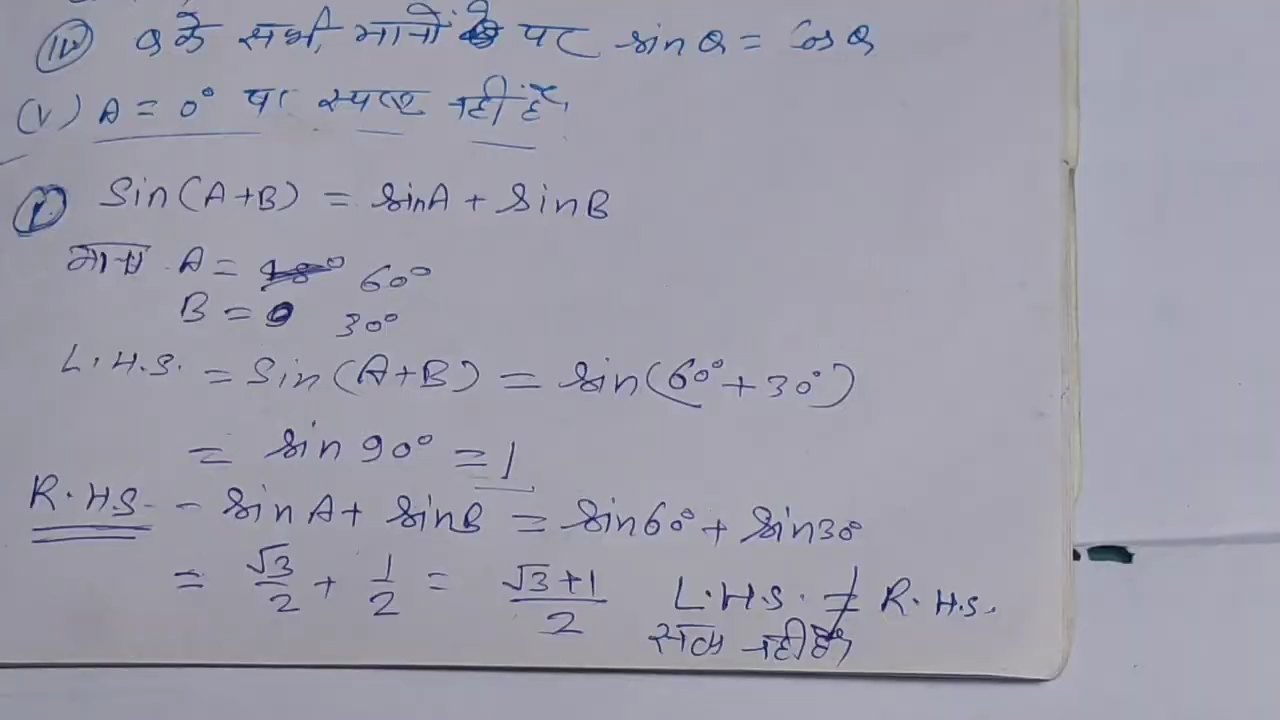 (iv) θ के सभी मानों के पर sin θ = cos θ
(V) A = 0° पर स्पष्ट नहीं हैं
(i) Sin(A+B) = sinA + sinB
माना A = 60°
B = 30°
L.H.S. = Sin(A+B) = sin(60°+30°)
= sin 90° = 1
R.H.S. - sinA + sinB = sin60° + sin30
= √3/2 + 1/2 = (√3+1)/2 L.H.S. ≠ R.H.S.
सत्य नहीं हैं